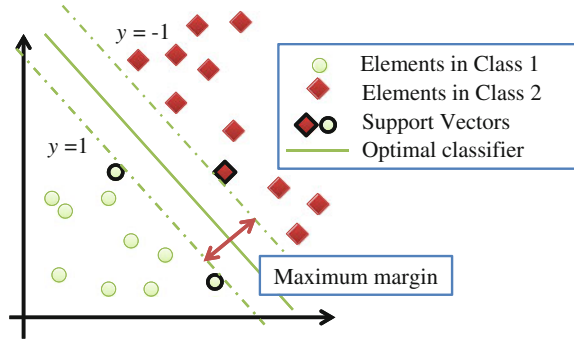 y = -1
Elements in Class 1
Elements in Class 2
Support Vectors
Optimal classifier
y =1
Maximum margin